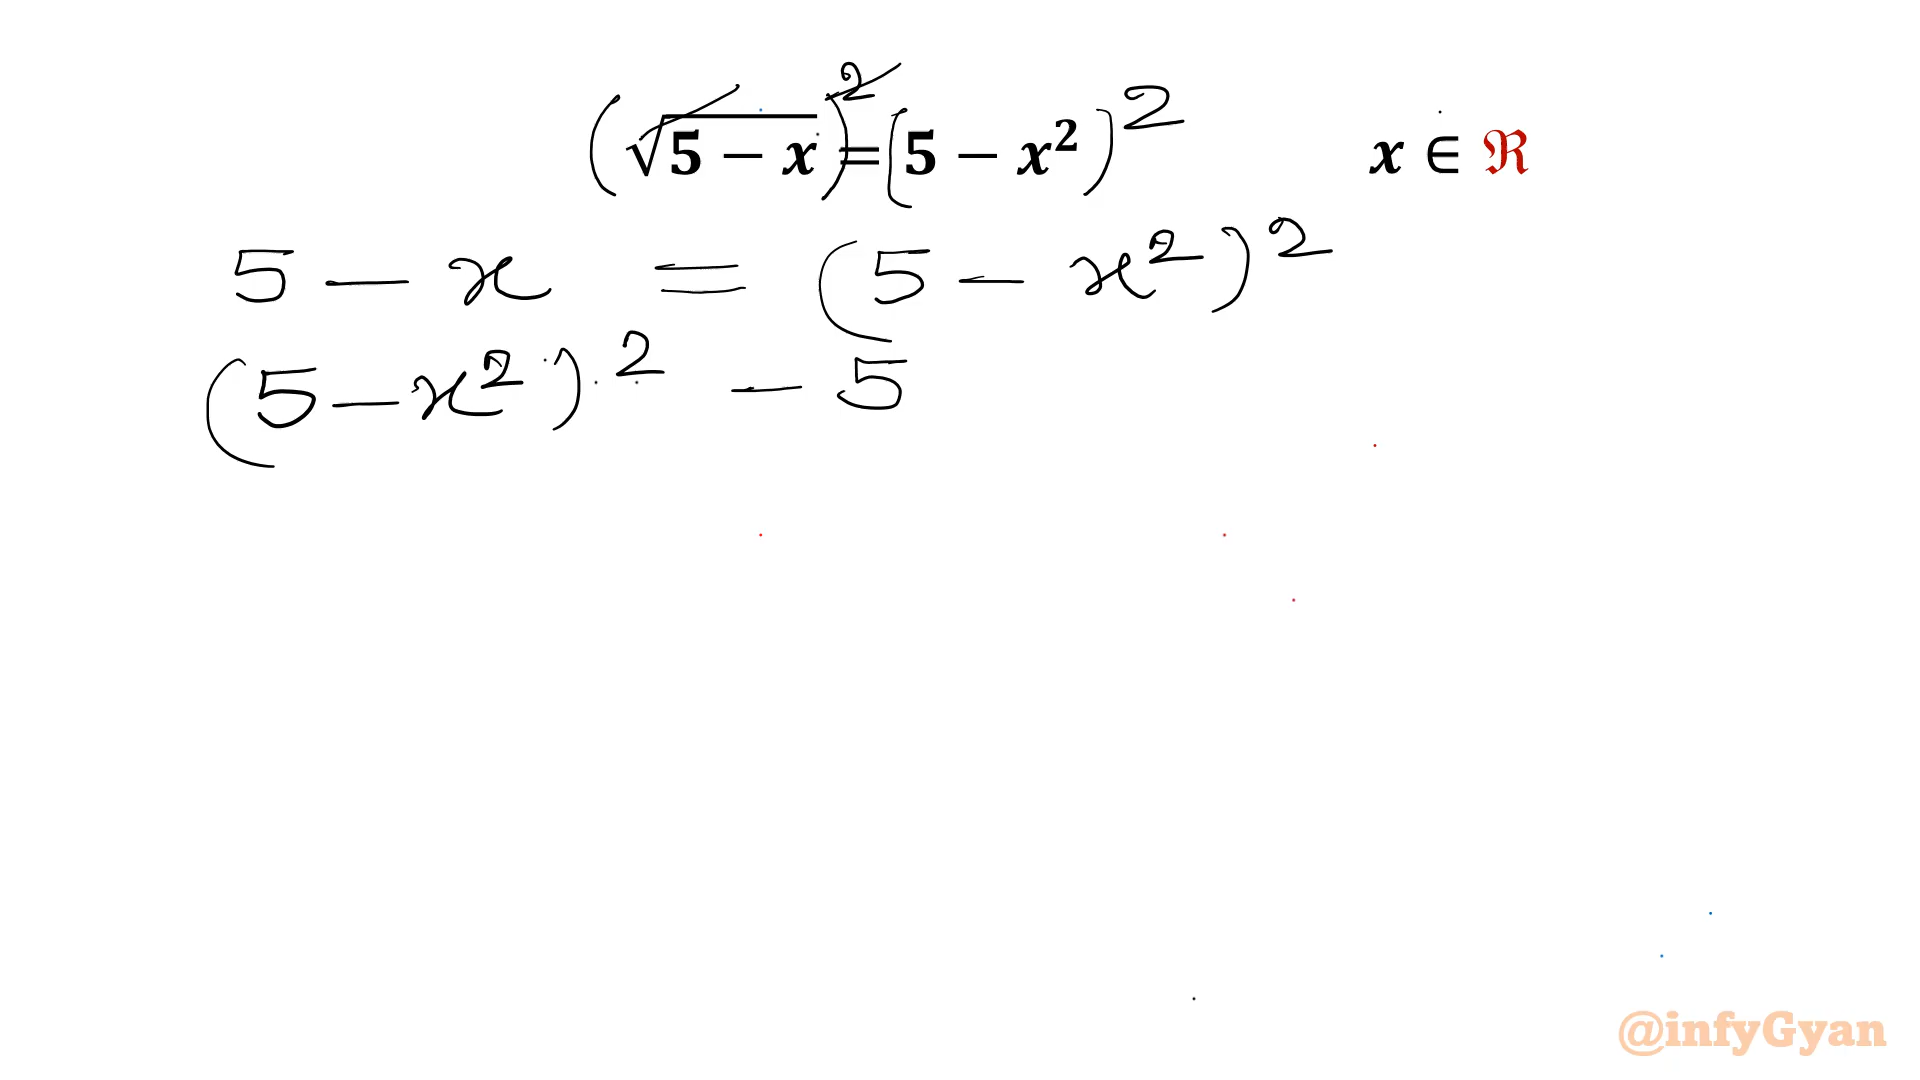 (√5 − x)² = (5 − x²)² x ∈ ℜ
5 − x = (5 − x²)²
(5 − x²)² − 5
@infyGyan